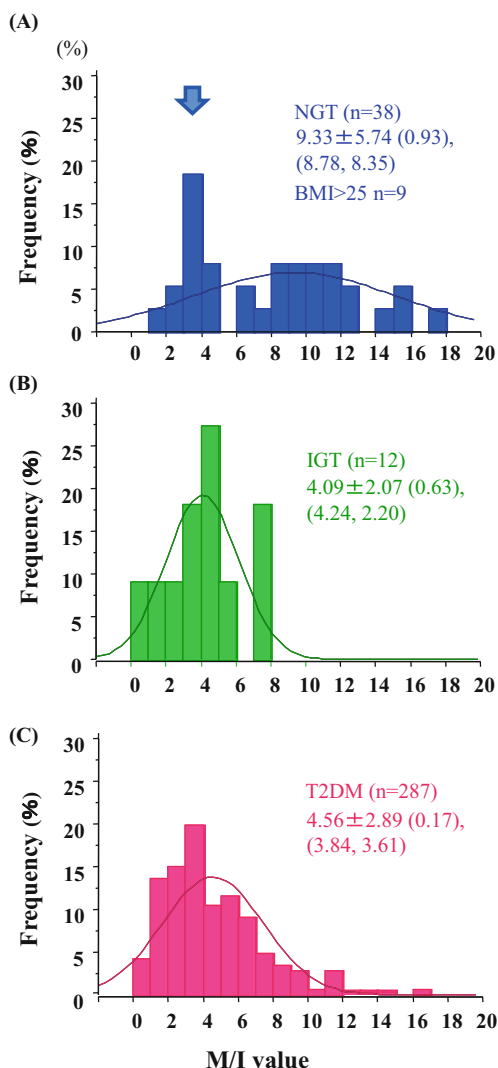 (A)
(%)
30
25
20
15
10
5
0
Frequency (%)
NGT (n=38)
9.33±5.74 (0.93),
(8.78, 8.35)
BMI>25 n=9
0 2 4 6 8 10 12 14 16 18 20
(B)
30
25
20
15
10
5
0
Frequency (%)
IGT (n=12)
4.09±2.07 (0.63),
(4.24, 2.20)
0 2 4 6 8 10 12 14 16 18 20
(C)
30
25
20
15
10
5
0
Frequency (%)
T2DM (n=287)
4.56±2.89 (0.17),
(3.84, 3.61)
0 2 4 6 8 10 12 14 16 18 20
M/I value